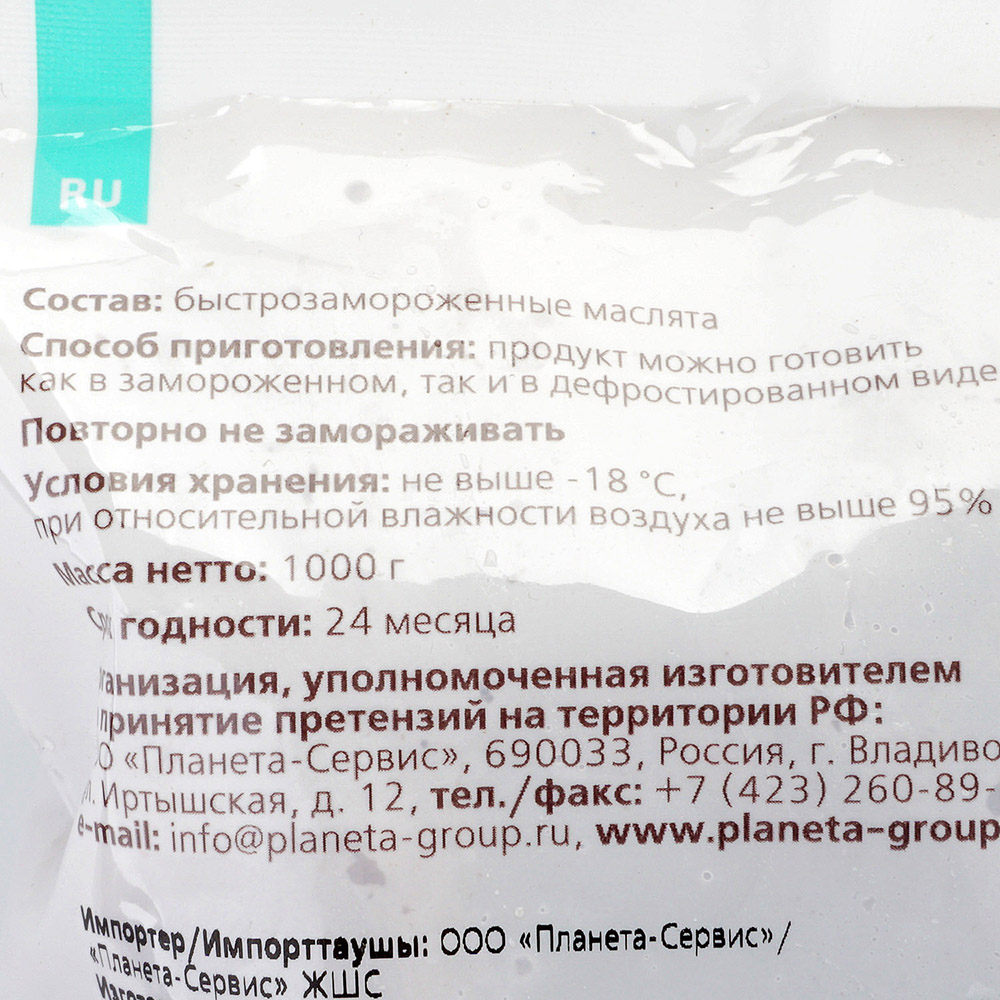 RU
Состав: быстрозамороженные маслята
Способ приготовления: продукт можно готовить
как в замороженном, так и в дефростированном виде
Повторно не замораживать
Условия хранения: не выше -18 °C,
при относительной влажности воздуха не выше 95%
Масса нетто: 1000 г
годности: 24 месяца
ганизация, уполномоченная изготовителем
принятие претензий на территории РФ:
О «Планета-Сервис», 690033, Россия, г. Владиво
л. Иртышская, д. 12, тел./факс: +7 (423) 260-89-
e-mail: info@planeta-group.ru, www.planeta-group
Импортер/Импорттаушы: ООО «Планета-Сервис»/
«Планета-Сервис» ЖШС